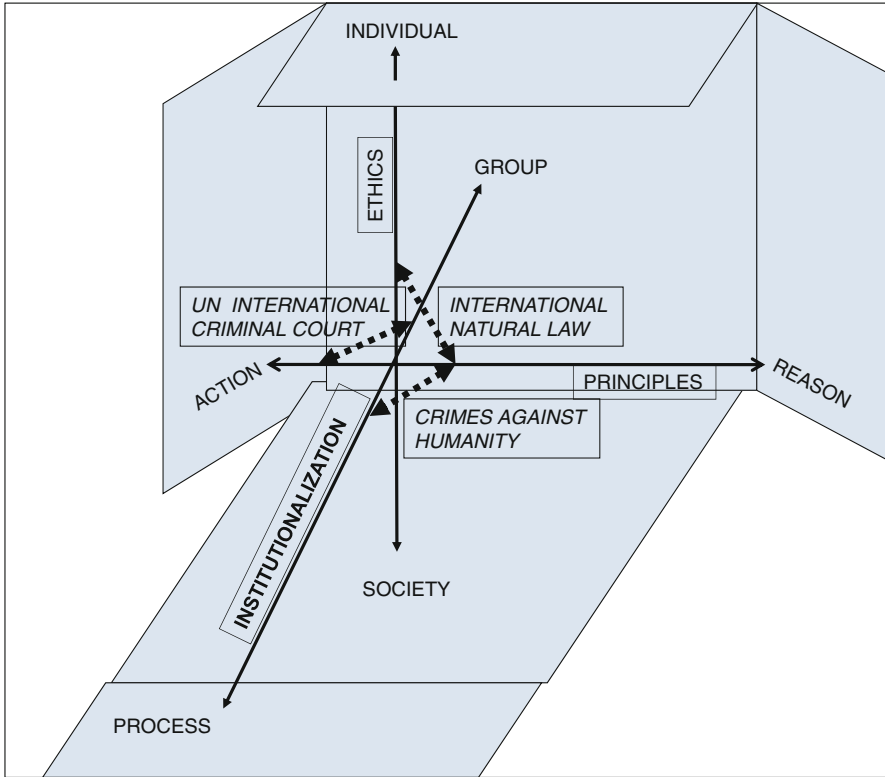 INDIVIDUAL
ETHICS
GROUP
UN INTERNATIONAL
CRIMINAL COURT
INTERNATIONAL
NATURAL LAW
ACTION
PRINCIPLES
REASON
CRIMES AGAINST
HUMANITY
INSTITUTIONALIZATION
SOCIETY
PROCESS